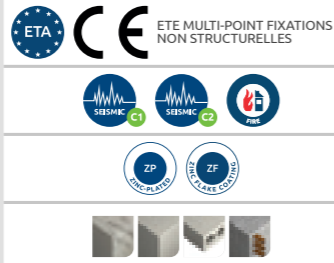 ETA
CE
ETE MULTI-POINT FIXATIONS
NON STRUCTURELLES
SEISMIC
C1
SEISMIC
C2
FIRE
ZP
ZINC-PLATED
ZF
ZINC FLAKE COATING